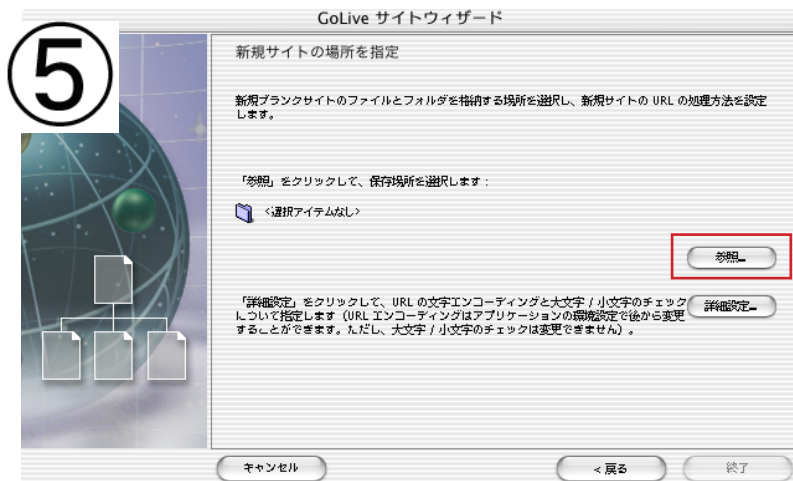 GoLive サイトウィザード
⑤
新規サイトの場所を指定
新規ブランクサイトのファイルとフォルダを格納する場所を選択し、新規サイトの URL の処理方法を設定
します。
「参照」をクリックして、保存場所を選択します：
<選択アイテムなし>
参照...
「詳細設定」をクリックして、URL の文字エンコーディングと大文字 / 小文字のチェック
について指定します（URL エンコーディングはアプリケーションの環境設定で後から変更
することができます。ただし、大文字 / 小文字のチェックは変更できません）。
詳細設定...
キャンセル
< 戻る
終了